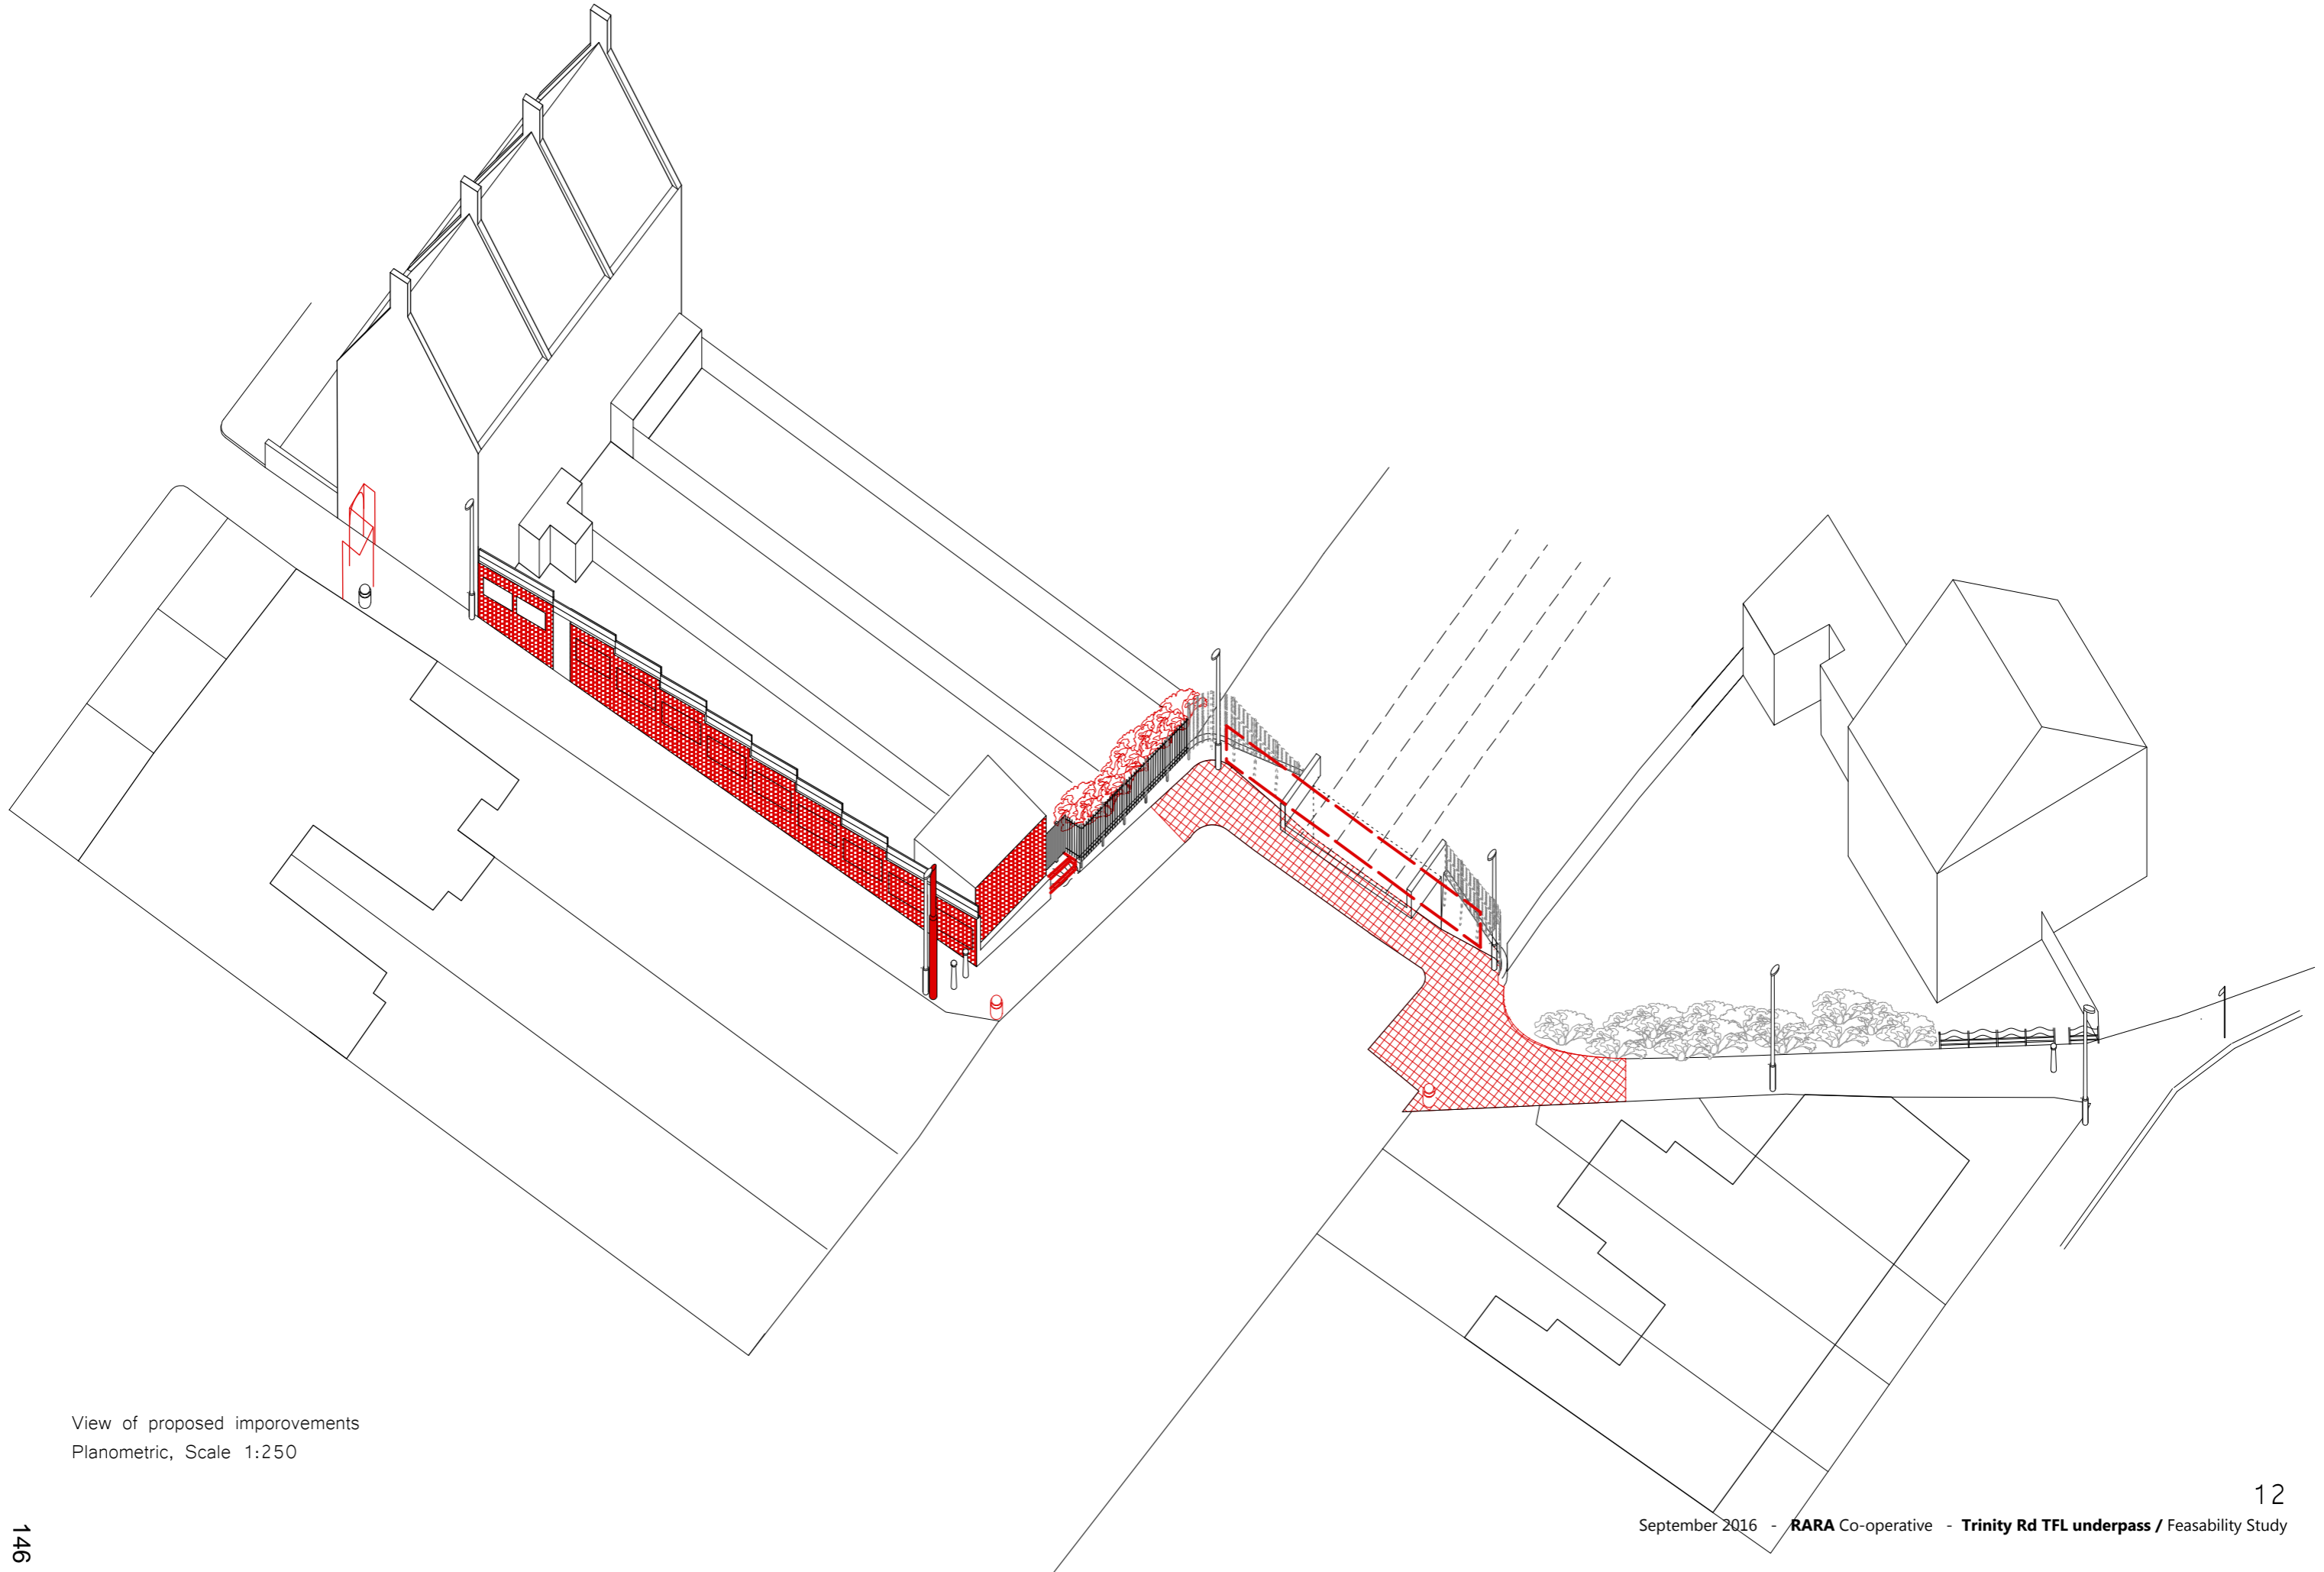 View of proposed imporovements
Planometric, Scale 1:250
12
September 2016 - RARA Co-operative - Trinity Rd TFL underpass / Feasability Study
146